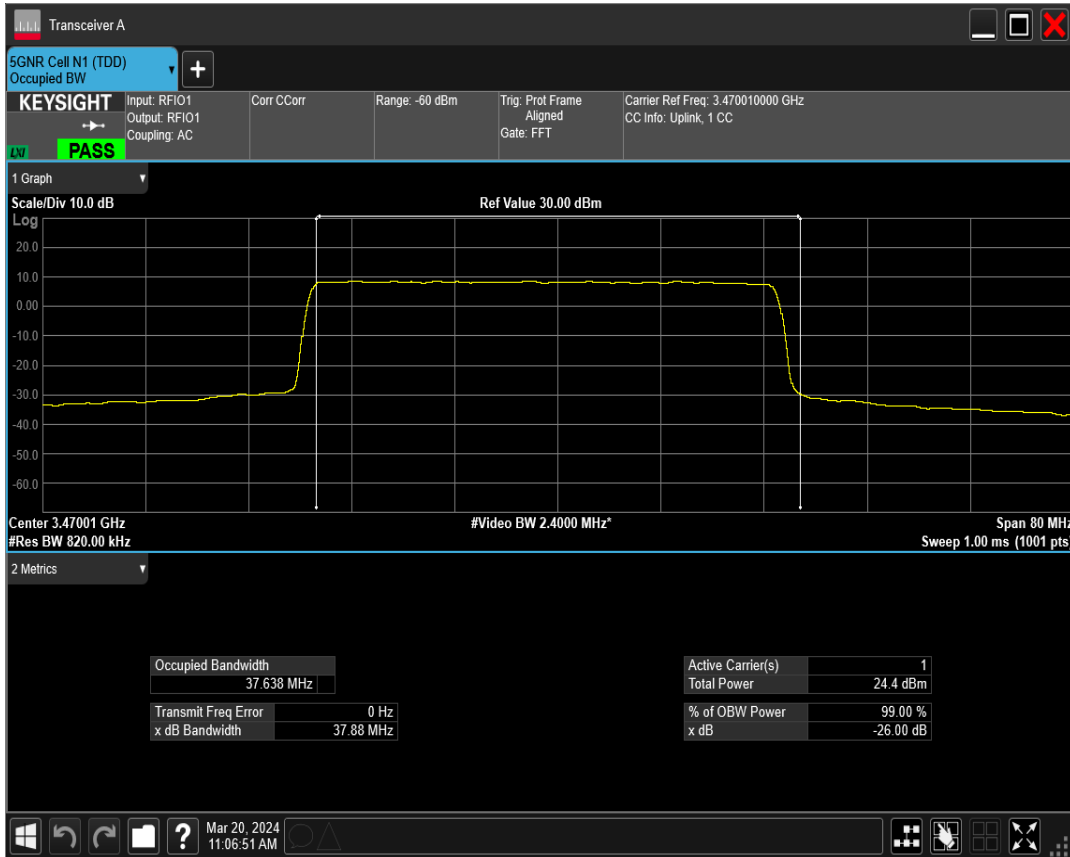 Transceiver A
5GNR Cell N1 (TDD)
Occupied BW
+
KEYSIGHT
LXI
PASS
Input: RFIO1
Output: RFIO1
Coupling: AC
Corr CCorr
Range: -60 dBm
Trig: Prot Frame
Aligned
Gate: FFT
Carrier Ref Freq: 3.470010000 GHz
CC Info: Uplink, 1 CC
1 Graph
Scale/Div 10.0 dB
Ref Value 30.00 dBm
Log
20.0
10.0
0.00
-10.0
-20.0
-30.0
-40.0
-50.0
-60.0
Center 3.47001 GHz
#Video BW 2.4000 MHz*
Span 80 MHz
#Res BW 820.00 kHz
Sweep 1.00 ms (1001 pts)
2 Metrics
Occupied Bandwidth
37.638 MHz
Transmit Freq Error 0 Hz
x dB Bandwidth 37.88 MHz
Active Carrier(s) 1
Total Power 24.4 dBm
% of OBW Power 99.00 %
x dB -26.00 dB
?
Mar 20, 2024
11:06:51 AM